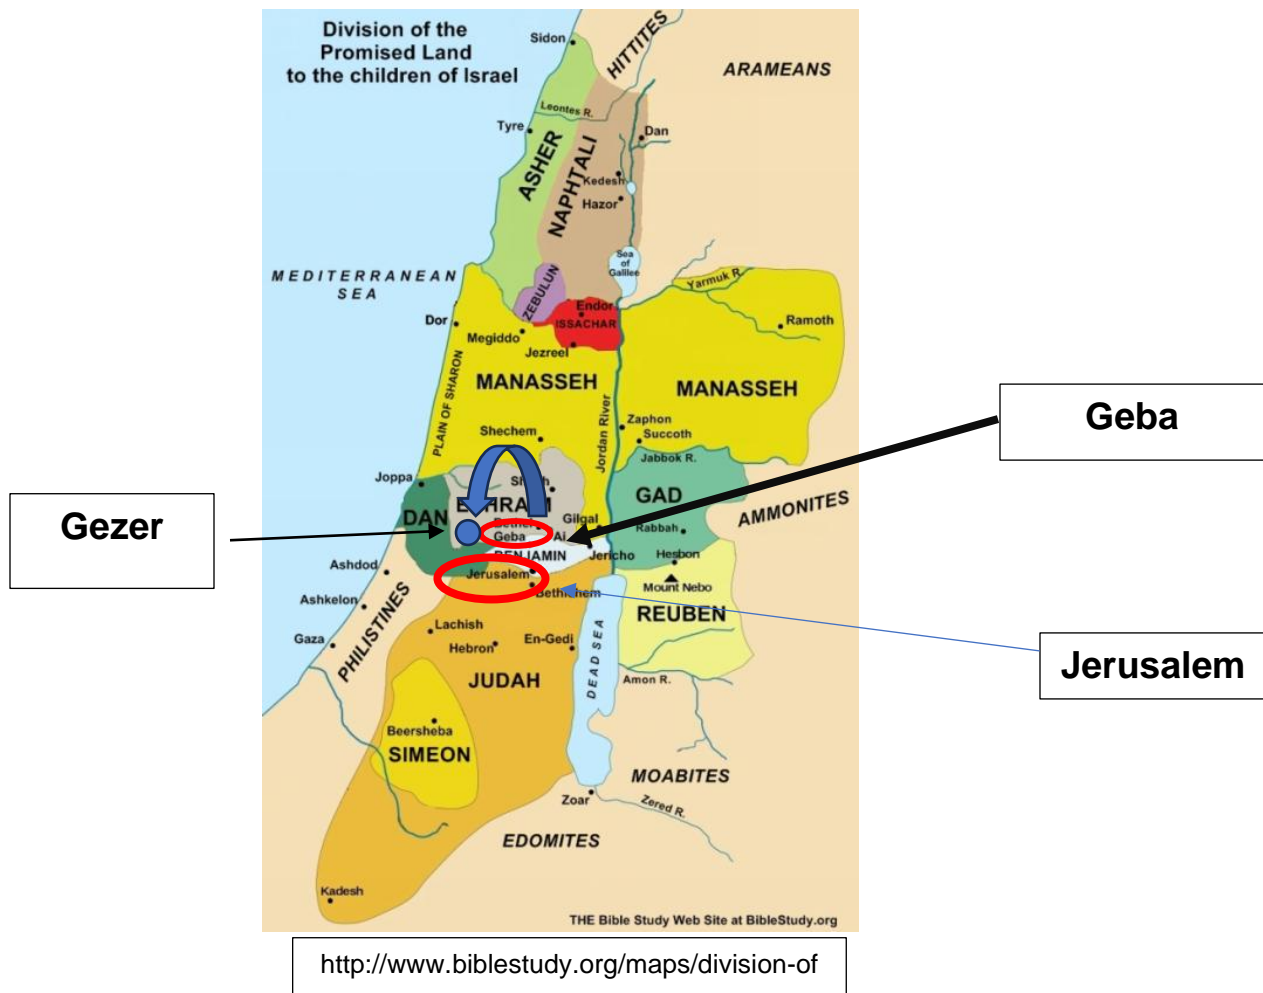 Division of the
Promised Land
to the children of Israel
Sidon
HITTITES
ARAMEANS
Leontes R.
Tyre
Dan
ASHER
NAPHTALI
Kedesh
Hazor
MEDITERRANEAN
SEA
Sea
of
Galilee
Yarmuk R.
ZEBULUN
Endor
ISSACHAR
Dor
Megiddo
Ramoth
Jezreel
PLAIN OF SHARON
MANASSEH
MANASSEH
Jordan River
Geba
Zaphon
Succoth
Shechem
Jabbok R.
Joppa
GAD
AMMONITES
Gezer
DAN
Gilgal
Rabbah
Geba
Ai
BENJAMIN
Jericho
Hesbon
Ashdod
Jerusalem
Mount Nebo
Bethlehem
Ashkelon
REUBEN
PHILISTINES
Lachish
Gaza
Hebron
En-Gedi
DEAD SEA
Jerusalem
JUDAH
Amon R.
Beersheba
SIMEON
MOABITES
Zoar
Zered R.
EDOMITES
Kadesh
THE Bible Study Web Site at BibleStudy.org
http://www.biblestudy.org/maps/division-of